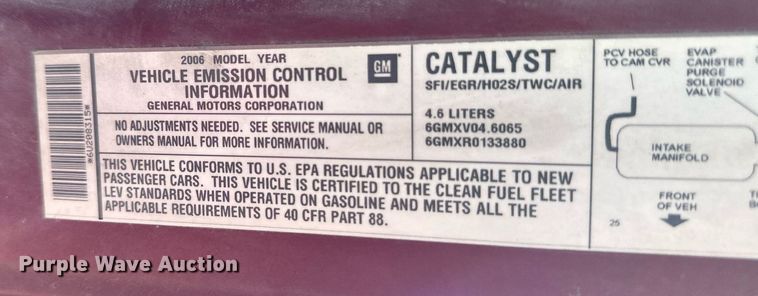 *6U208315*
2006 MODEL YEAR
VEHICLE EMISSION CONTROL
INFORMATION
GENERAL MOTORS CORPORATION
GM
NO ADJUSTMENTS NEEDED. SEE SERVICE MANUAL OR
OWNERS MANUAL FOR MORE INFORMATION.
CATALYST
SFI/EGR/HO2S/TWC/AIR
4.6 LITERS
6GMXV04.6065
6GMXR0133880
THIS VEHICLE CONFORMS TO U.S. EPA REGULATIONS APPLICABLE TO NEW
PASSENGER CARS. THIS VEHICLE IS CERTIFIED TO THE CLEAN FUEL FLEET
LEV STANDARDS WHEN OPERATED ON GASOLINE AND MEETS ALL THE
APPLICABLE REQUIREMENTS OF 40 CFR PART 88.
PCV HOSE
TO CAM CVR
EVAP
CANISTER
PURGE
SOLENOID
VALVE
INTAKE
MANIFOLD
FRONT
OF VEH
25
Purple Wave Auction